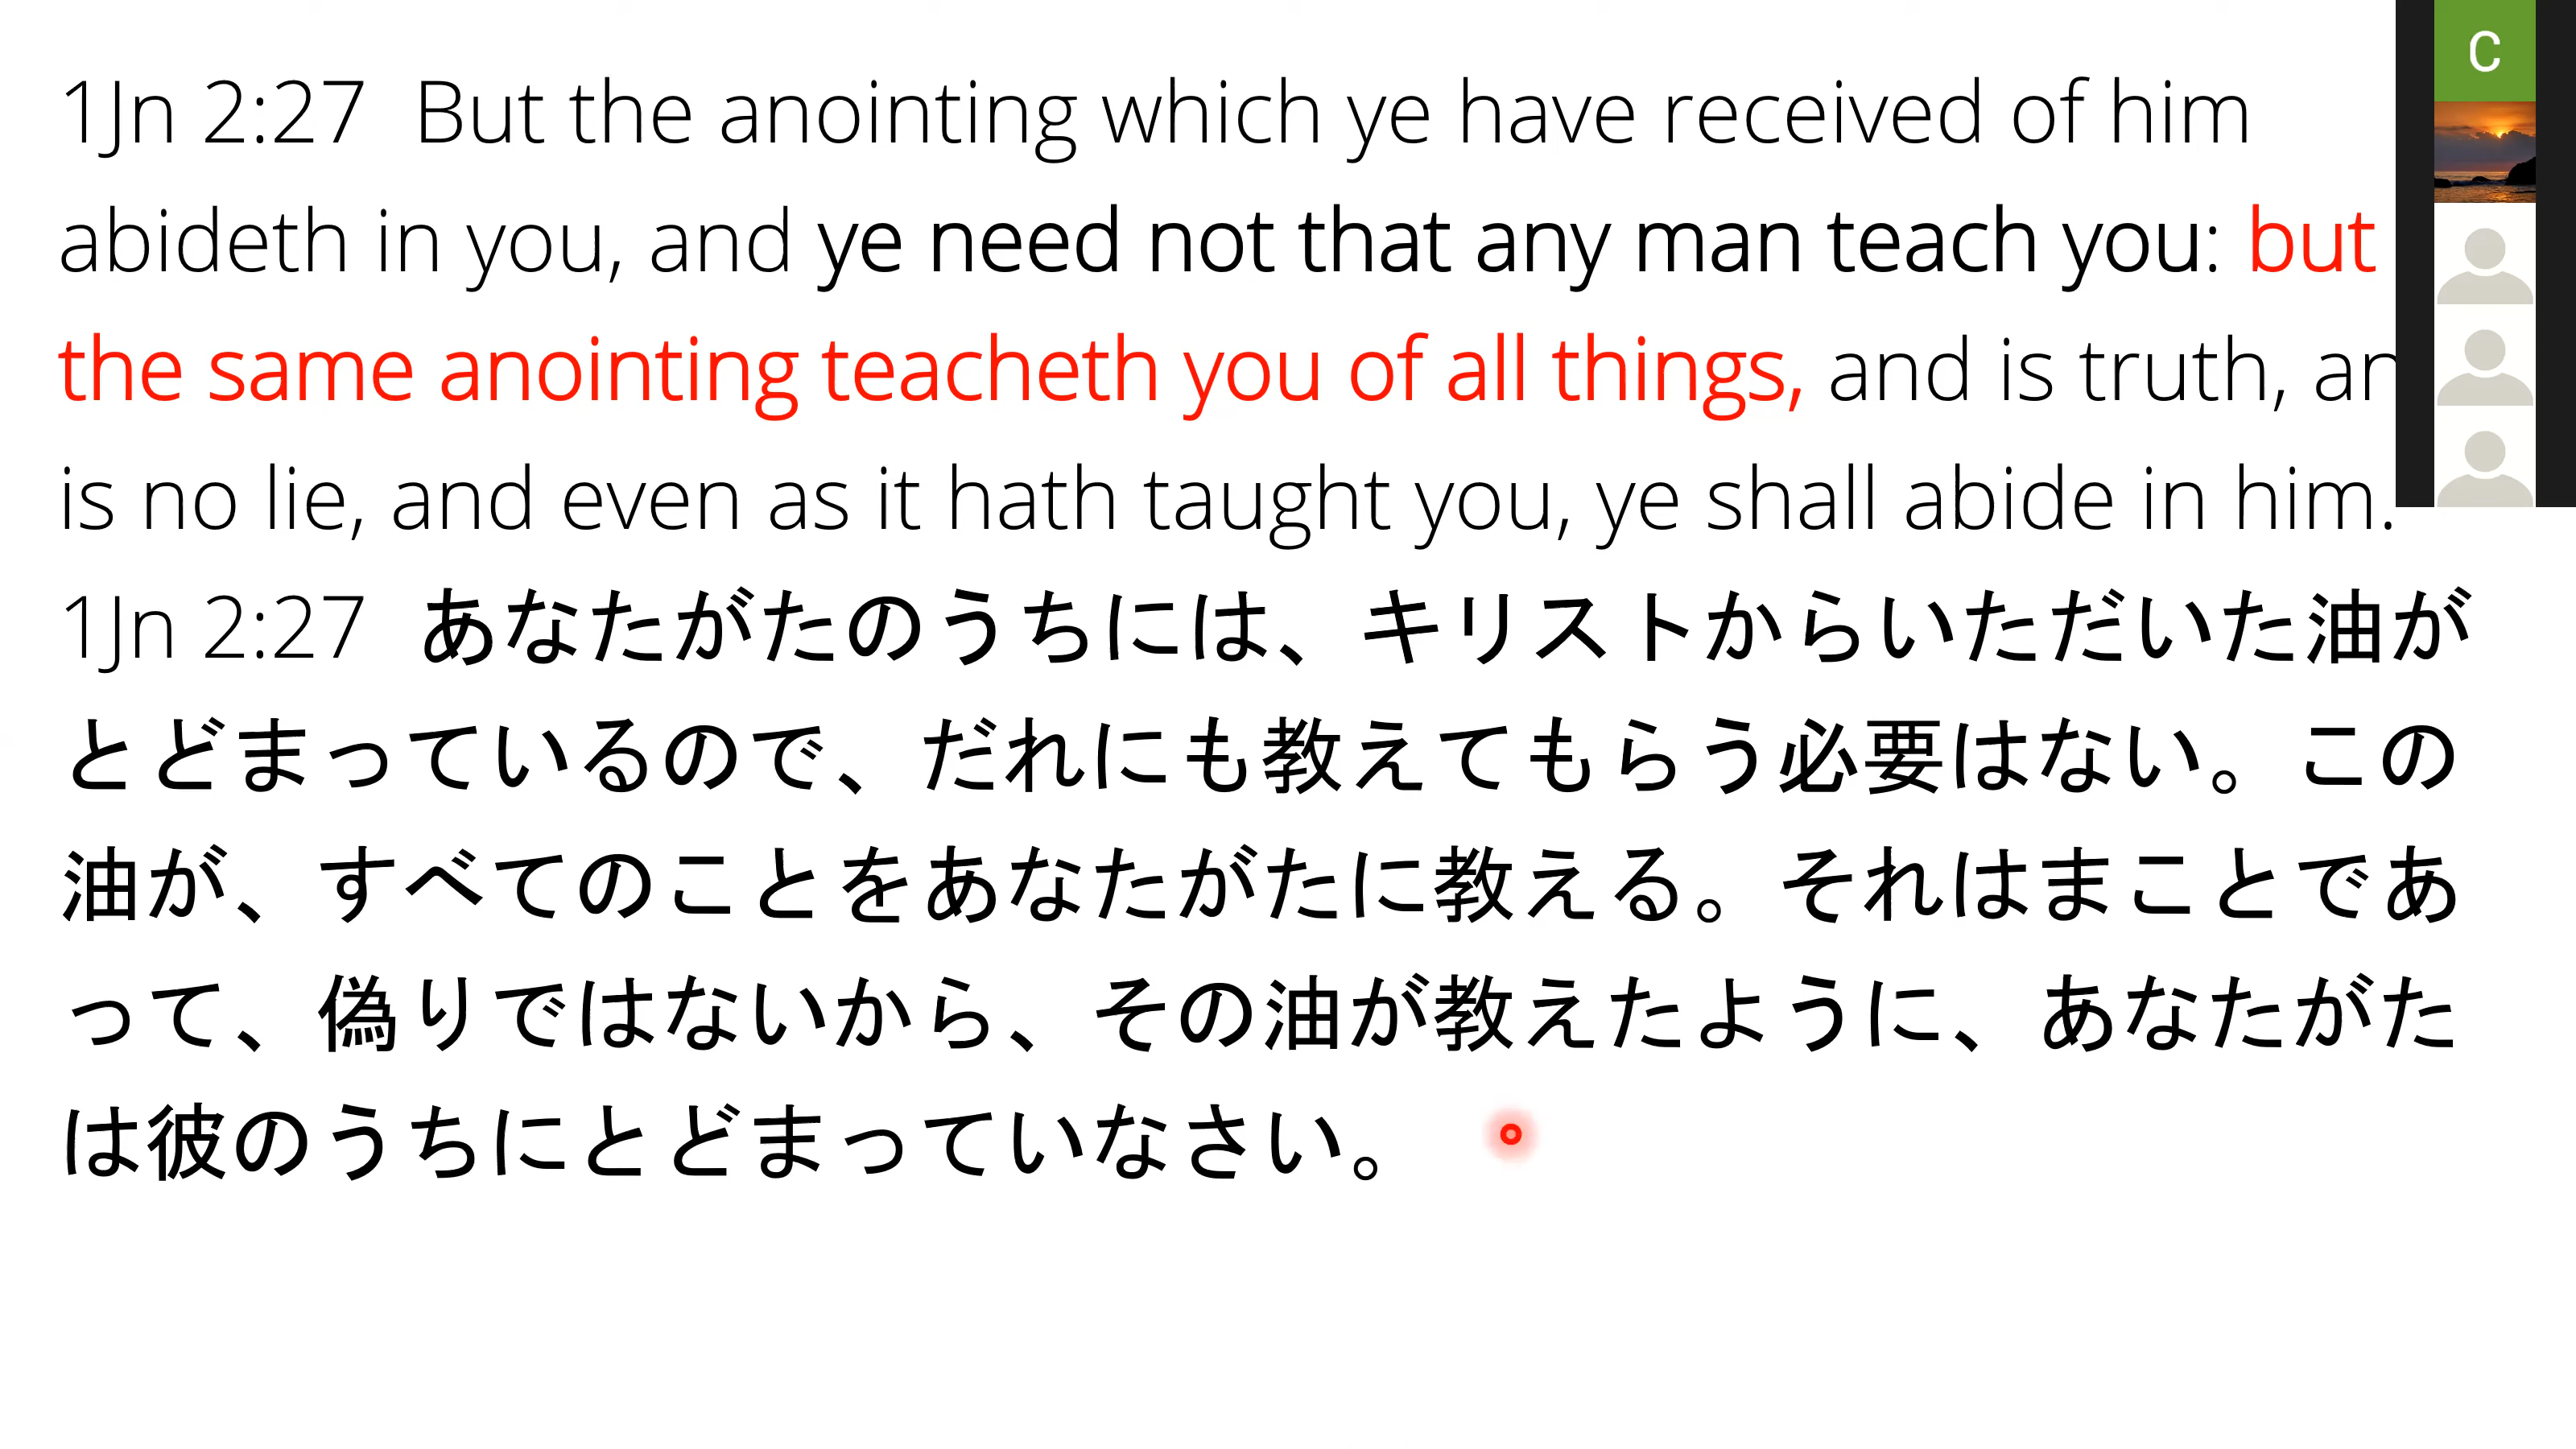 1Jn 2:27 But the anointing which ye have received of him
abideth in you, and ye need not that any man teach you: but
the same anointing teacheth you of all things, and is truth,
is no lie, and even as it hath taught you, ye shall abide in him.
1Jn 2:27 あなたがたのうちには、キリストからいただいた油が
とどまっているので、だれにも教えてもらう必要はない。この
油が、すべてのことをあなたがたに教える。それはまことであ
って、偽りではないから、その油が教えたように、あなたがた
は彼のうちにとどまっていなさい。
C